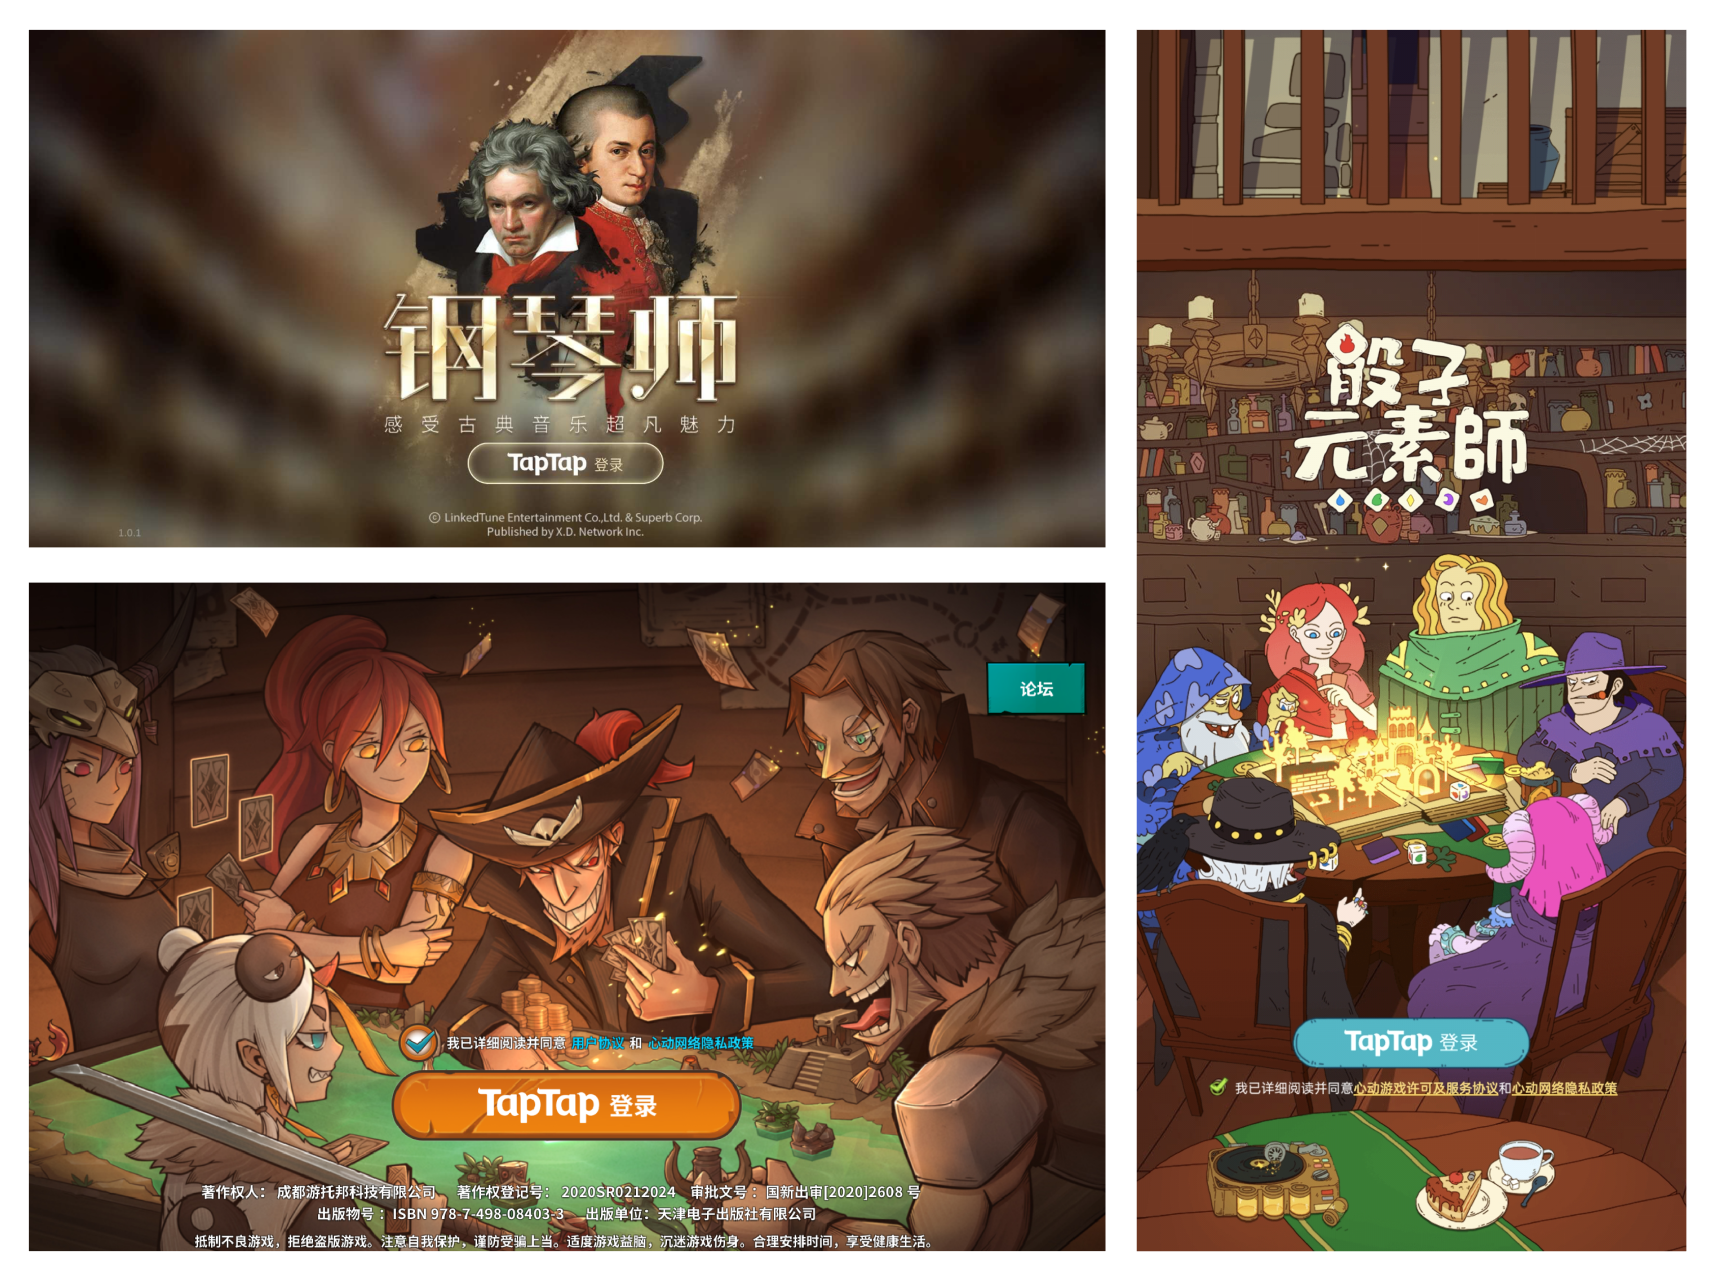 钢琴师
感受古典音乐超凡魅力
TapTap 登录
© LinkedTune Entertainment Co.,Ltd. & Superb Corp.
Published by X.D. Network Inc.
1.0.1
论坛
我已详细阅读并同意 用户协议 和 心动网络隐私政策
TapTap 登录
著作权人： 成都游托邦科技有限公司 著作权登记号： 2020SR0212024 审批文号： 国新出审[2020]2608 号
出版物号： ISBN 978-7-498-08403-3 出版单位：天津电子出版社有限公司
抵制不良游戏，拒绝盗版游戏。注意自我保护，谨防受骗上当。适度游戏益脑，沉迷游戏伤身。合理安排时间，享受健康生活。
骰子
元素師
TapTap 登录
我已详细阅读并同意心动游戏许可及服务协议和心动网络隐私政策